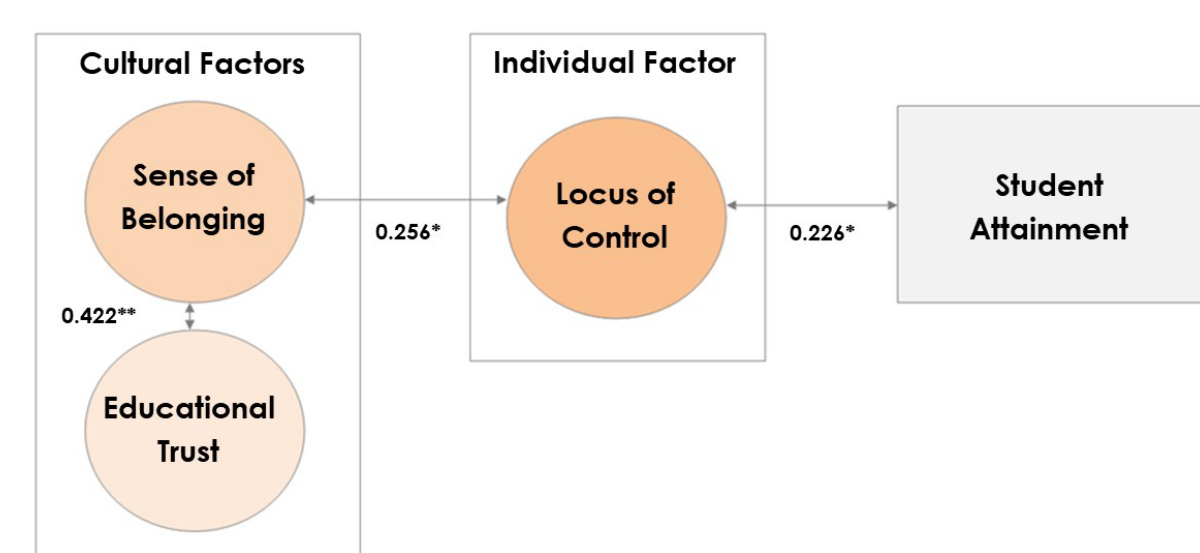 Cultural Factors
Sense of
Belonging
0.422**
Educational
Trust
0.256*
Individual Factor
Locus of
Control
0.226*
Student
Attainment